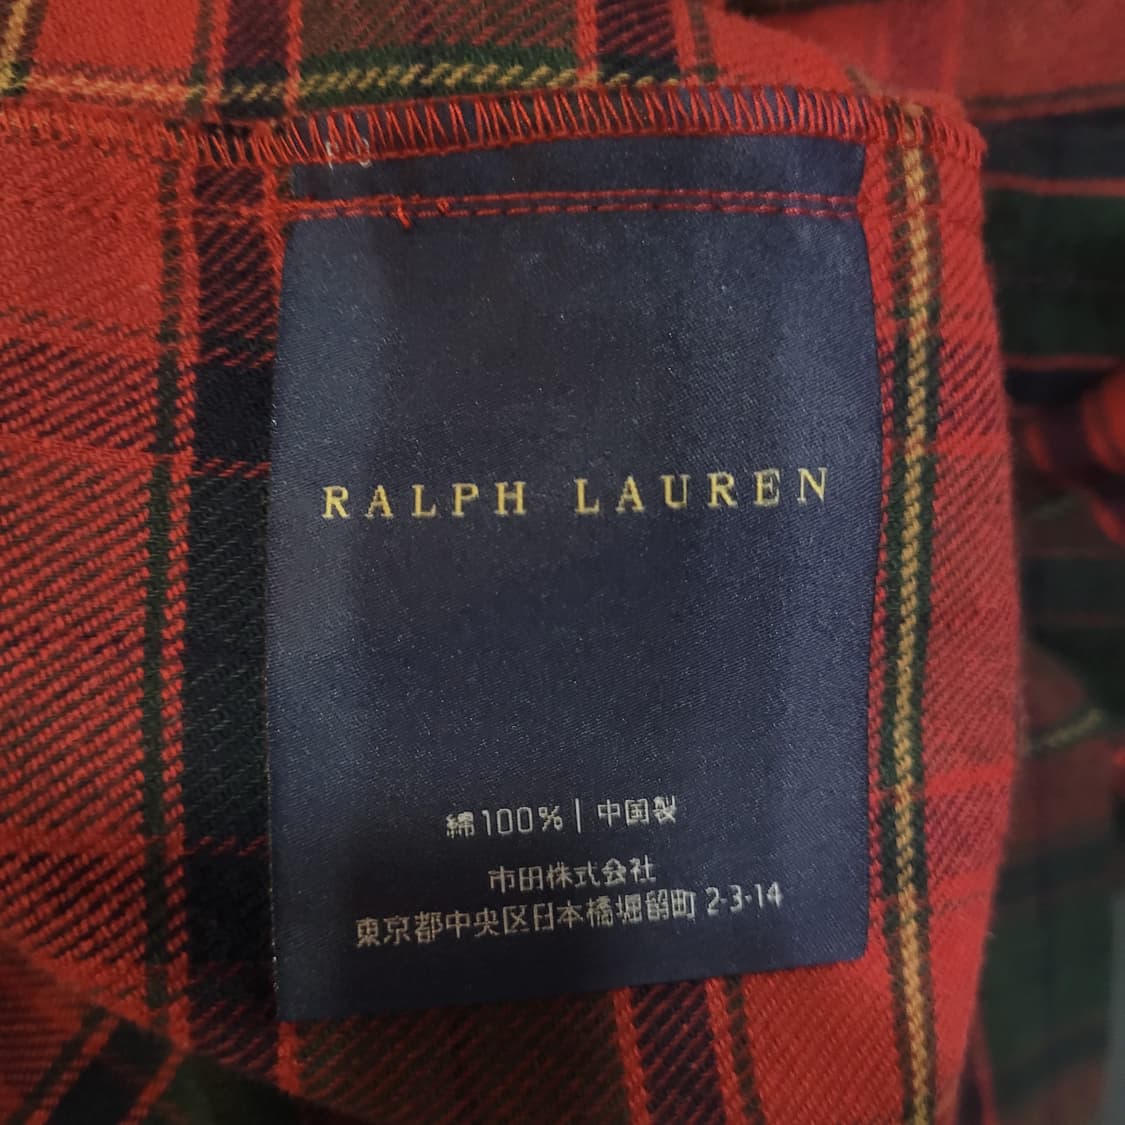 RALPH LAUREN
綿100% | 中国製
市田株式会社
東京都中央区日本橋堀留町 2-3-14